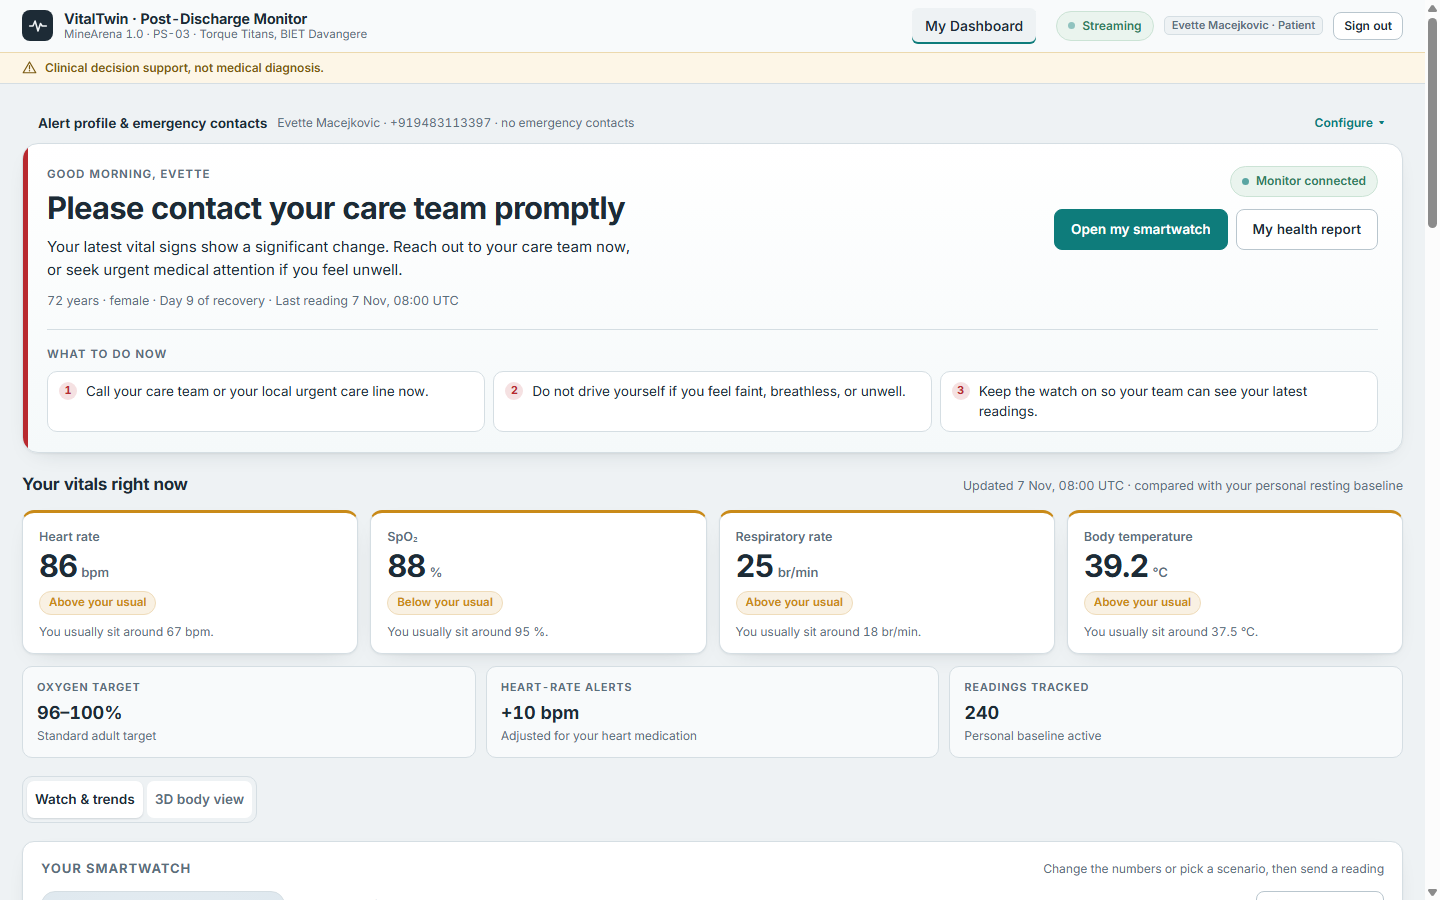 VitalTwin · Post-Discharge Monitor
MineArena 1.0 · PS-03 · Torque Titans, BIET Davangere
My Dashboard
Streaming
Evette Macejkovic · Patient
Sign out
Clinical decision support, not medical diagnosis.
Alert profile & emergency contacts Evette Macejkovic · +919483113397 · no emergency contacts
Configure
GOOD MORNING, EVETTE
Monitor connected
Please contact your care team promptly
Open my smartwatch
My health report
Your latest vital signs show a significant change. Reach out to your care team now,
or seek urgent medical attention if you feel unwell.
72 years · female · Day 9 of recovery · Last reading 7 Nov, 08:00 UTC
WHAT TO DO NOW
1 Call your care team or your local urgent care line now.
2 Do not drive yourself if you feel faint, breathless, or unwell.
3 Keep the watch on so your team can see your latest
readings.
Your vitals right now
Updated 7 Nov, 08:00 UTC · compared with your personal resting baseline
Heart rate
86 bpm
Above your usual
You usually sit around 67 bpm.
SpO₂
88 %
Below your usual
You usually sit around 95 %.
Respiratory rate
25 br/min
Above your usual
You usually sit around 18 br/min.
Body temperature
39.2 °C
Above your usual
You usually sit around 37.5 °C.
OXYGEN TARGET
96–100%
Standard adult target
HEART-RATE ALERTS
+10 bpm
Adjusted for your heart medication
READINGS TRACKED
240
Personal baseline active
Watch & trends
3D body view
YOUR SMARTWATCH
Change the numbers or pick a scenario, then send a reading